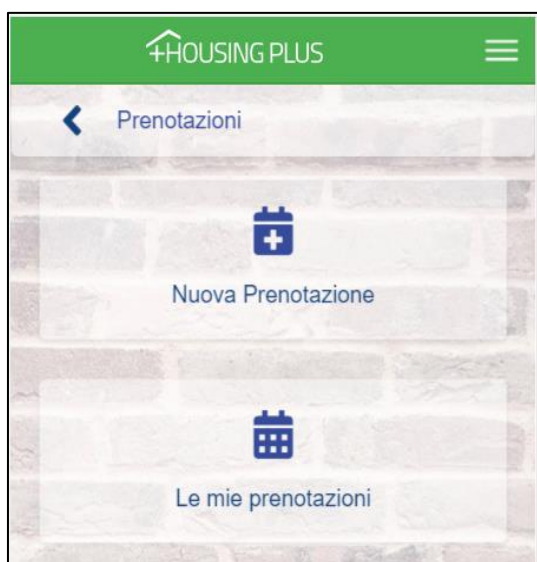 +HOUSING PLUS
Prenotazioni
Nuova Prenotazione
Le mie prenotazioni